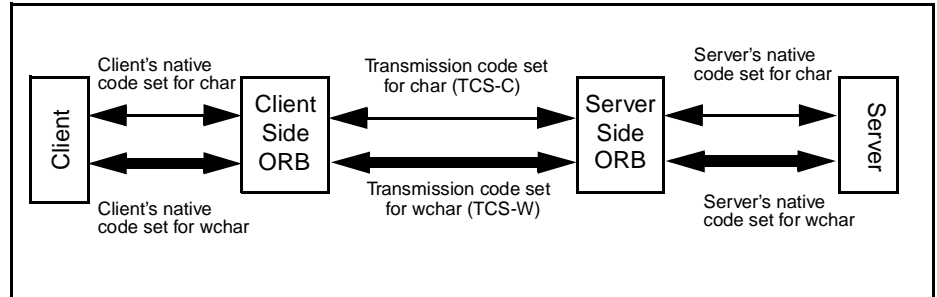 Client's native
code set for char
Transmission code set
for char (TCS-C)
Server's native
code set for char
Client
Client
Side
ORB
Server
Side
ORB
Server
Client's native
code set for wchar
Transmission code set
for wchar (TCS-W)
Server's native
code set for wchar